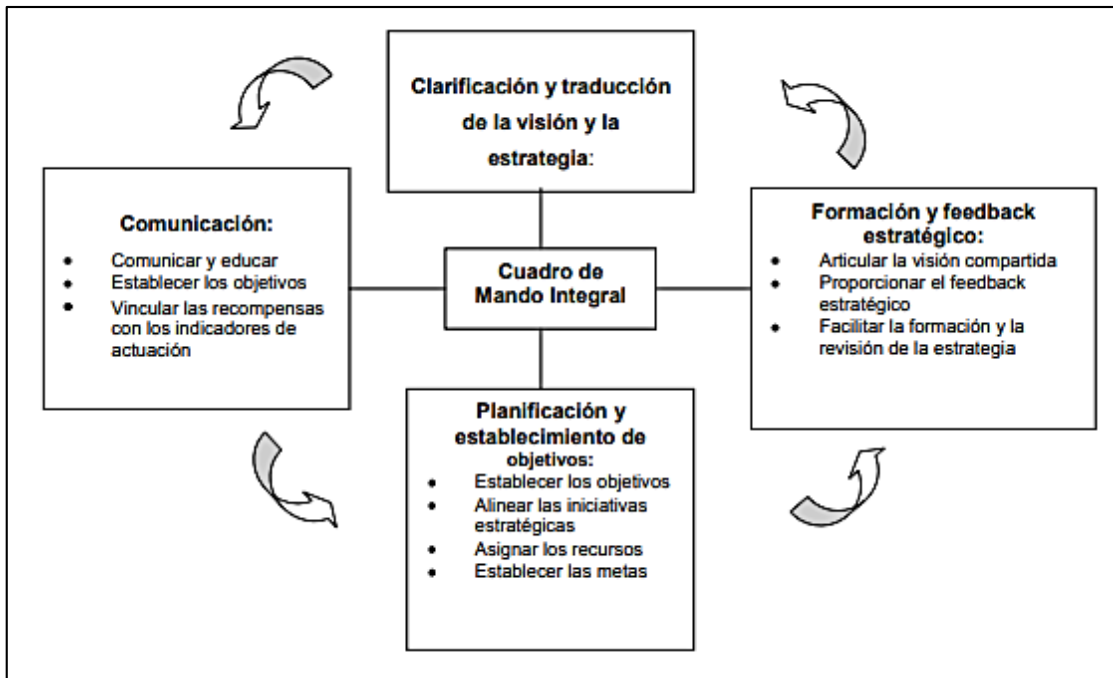 Clarificación y traducción
de la visión y la
estrategia:
Comunicación:
• Comunicar y educar
• Establecer los objetivos
• Vincular las recompensas
con los indicadores de
actuación
Cuadro de
Mando Integral
Formación y feedback
estratégico:
• Articular la visión compartida
• Proporcionar el feedback
estratégico
• Facilitar la formación y la
revisión de la estrategia
Planificación y
establecimiento de
objetivos:
• Establecer los objetivos
• Alinear las iniciativas
estratégicas
• Asignar los recursos
• Establecer las metas